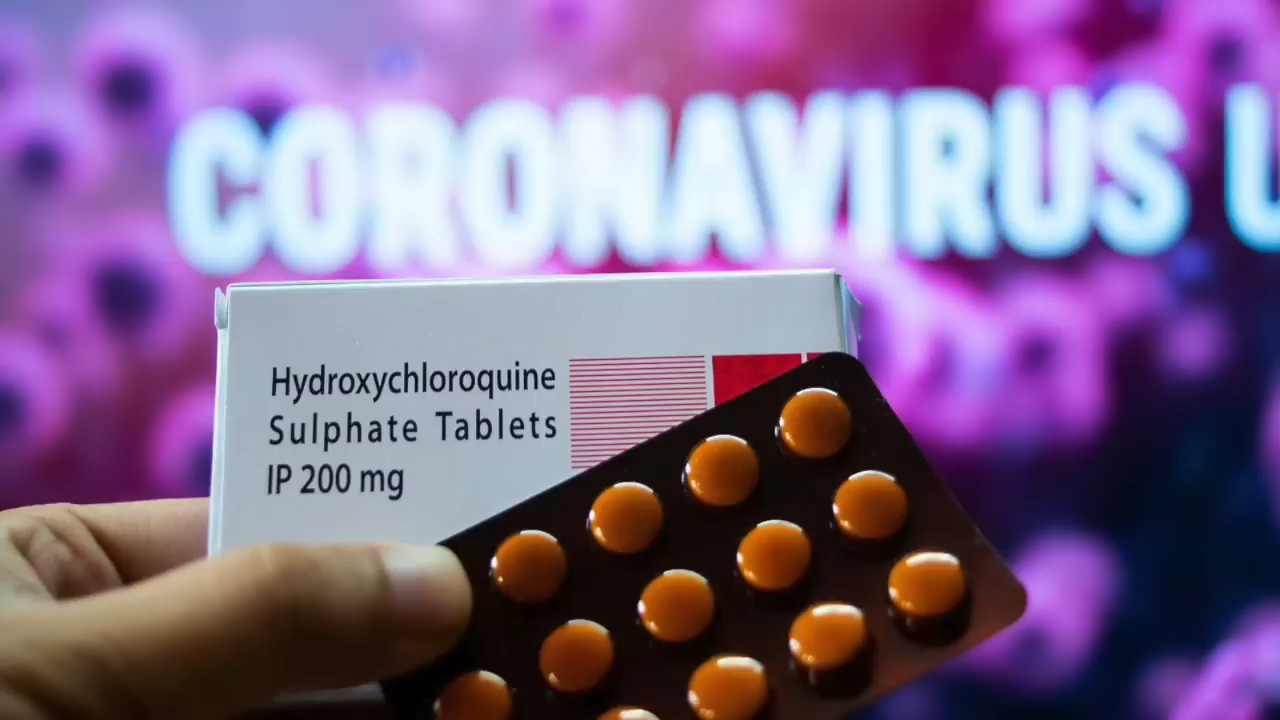 CORONAVIRUS U
Hydroxychloroquine
Sulphate Tablets
IP 200 mg